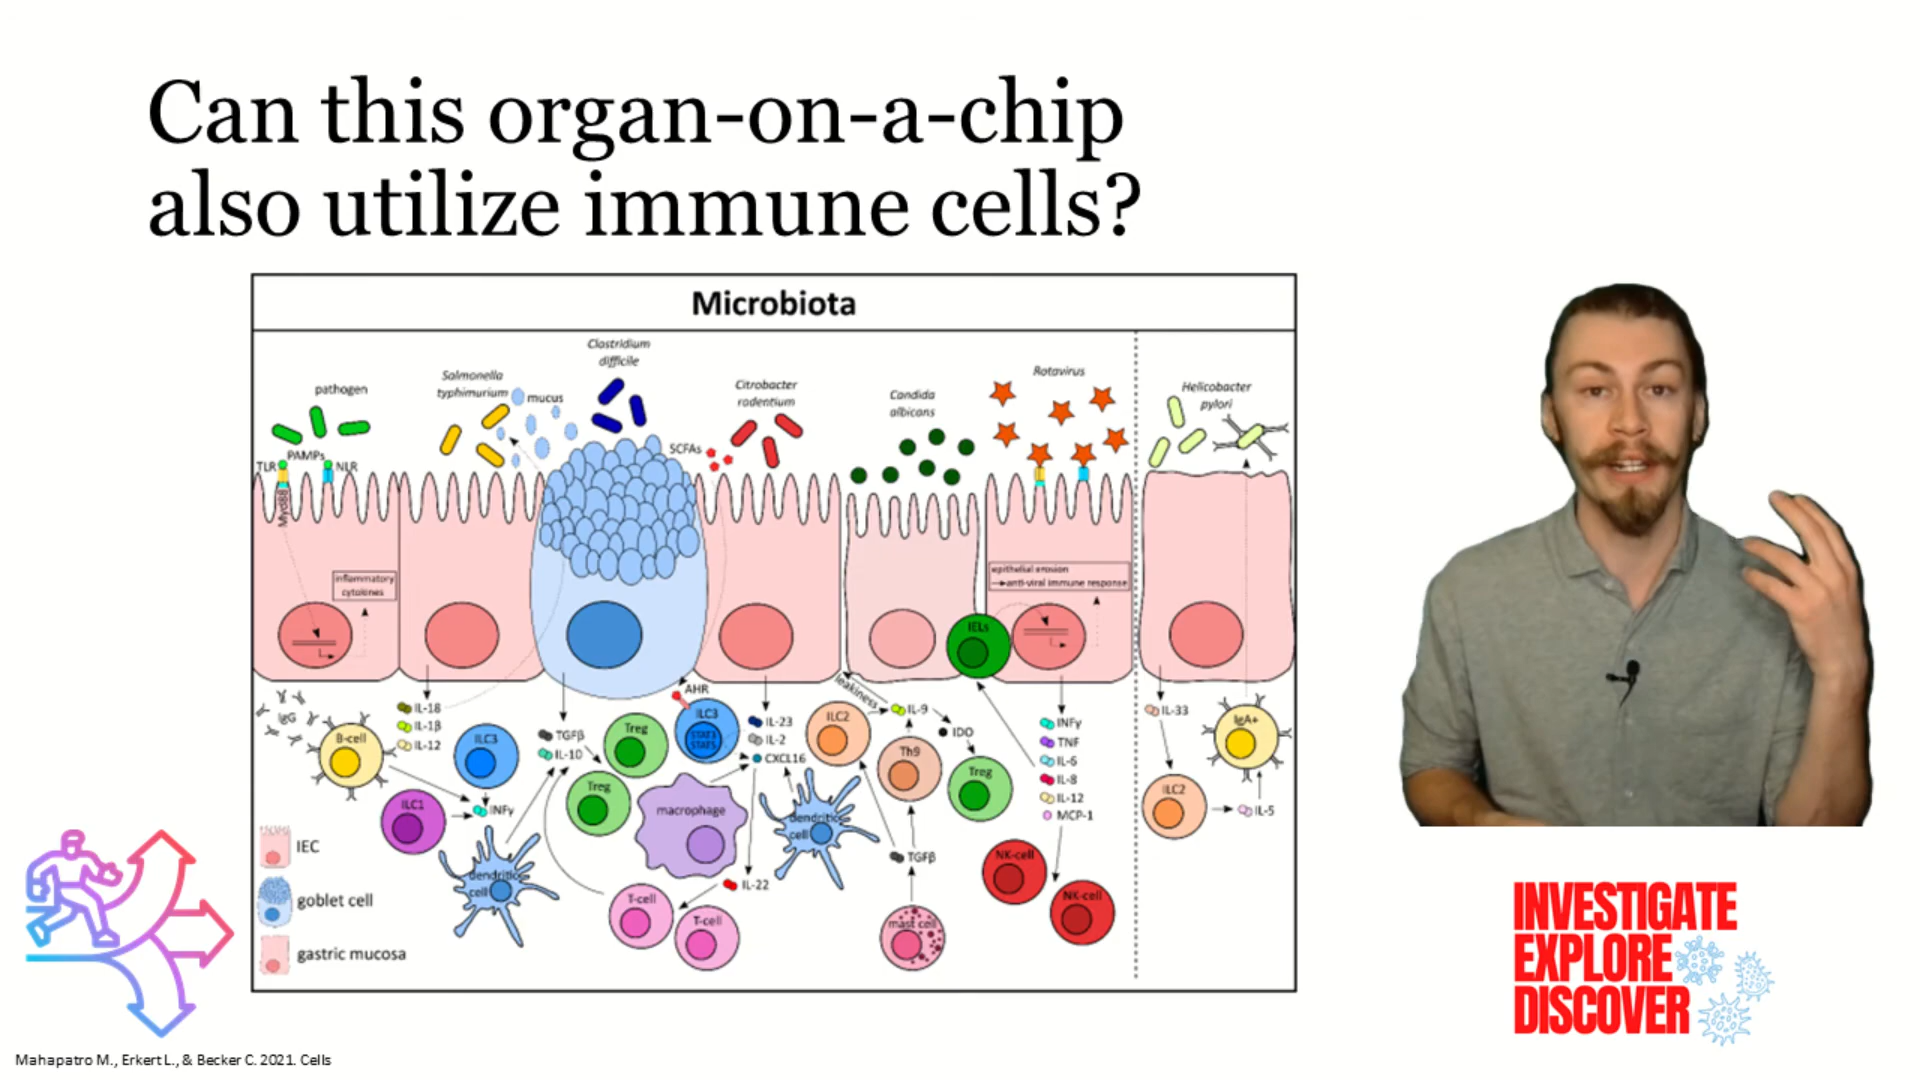 Can this organ-on-a-chip
also utilize immune cells?
Microbiota
pathogen
Salmonella
typhimurium
mucus
Clostridium
difficile
Citrobacter
rodentium
Candida
albicans
Rotavirus
Helicobacter
pylori
TLR
PAMPs
NLR
SCFAs
Myd88
inflammatory
cytokines
epithelial erosion
→anti-viral immune response
IELs
IgG
B-cell
IL-18
IL-1β
IL-12
ILC3
ILC1
INFγ
dendritic
cell
TGFβ
IL-10
Treg
Treg
AHR
ILC3
STAT3
STAT5
IL-23
IL-2
CXCL16
macrophage
dendritic
cell
IL-22
T-cell
T-cell
leakiness
ILC2
IL-9
IDO
Th9
Treg
TGFβ
mast cell
INFγ
TNF
IL-6
IL-8
IL-12
MCP-1
NK-cell
NK-cell
IL-33
ILC2
IL-5
IgA+
IEC
goblet cell
gastric mucosa
INVESTIGATE
EXPLORE
DISCOVER
Mahapatro M., Erkert L., & Becker C. 2021. Cells